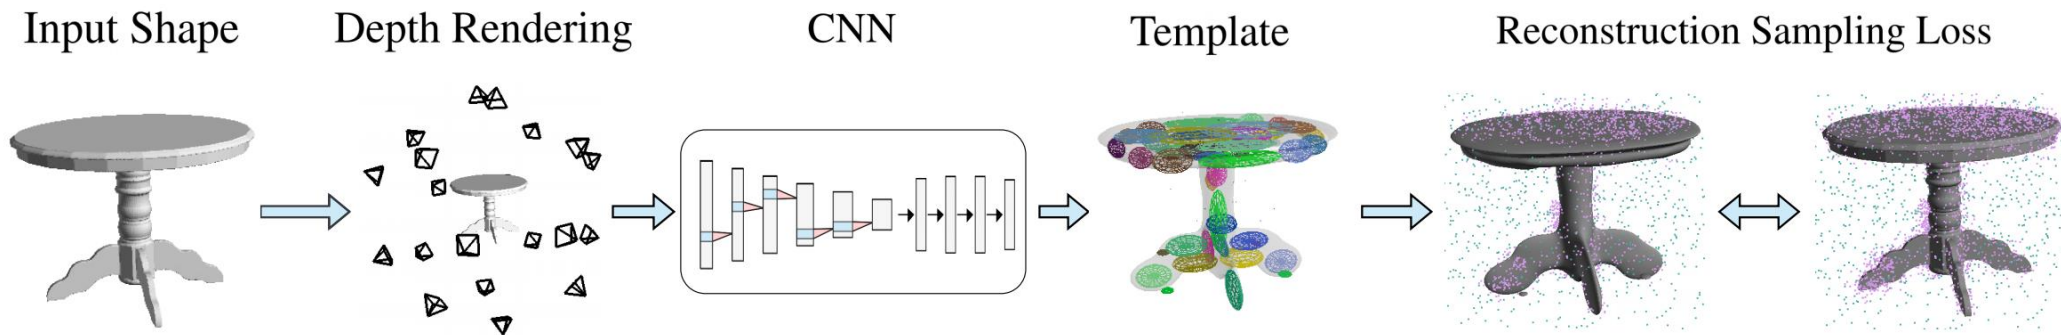 Input Shape
Depth Rendering
CNN
Template
Reconstruction Sampling Loss